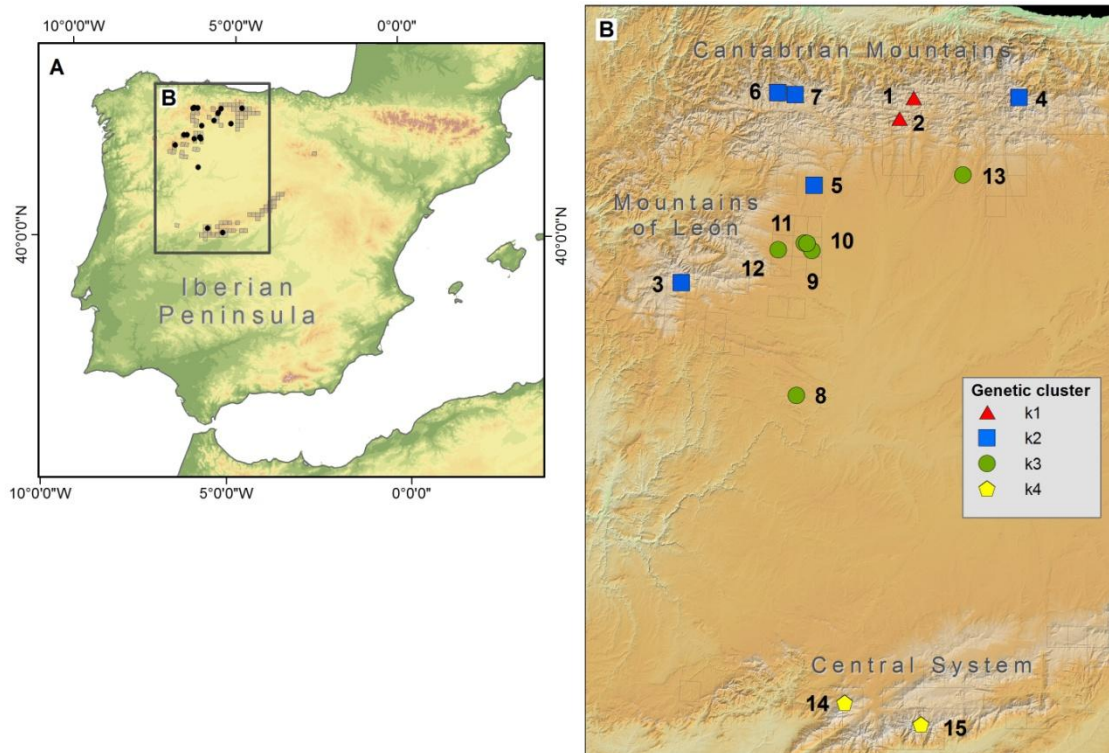 10°0'0"W 5°0'0"W 0°0'0"
A
B
40°0'0"N
40°0'0"N
Iberian
Peninsula
10°0'0"W 5°0'0"W 0°0'0"
B
Cantabrian Mountains
6 7 1 4
2
13
5
Mountains
of León
11 10
12 9
3
8
Genetic cluster
k1
k2
k3
k4
Central System
14 15